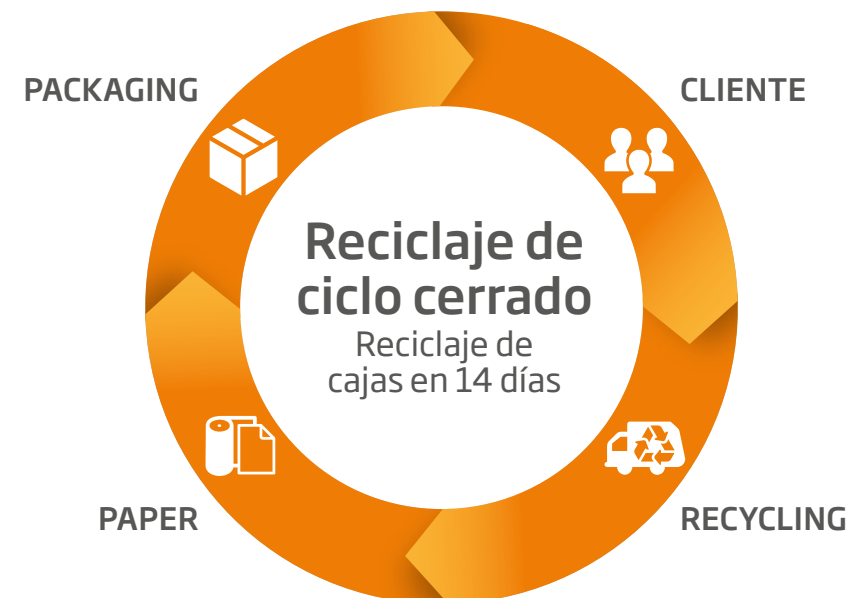 PACKAGING
CLIENTE
Reciclaje de
ciclo cerrado
Reciclaje de
cajas en 14 días
PAPER
RECYCLING